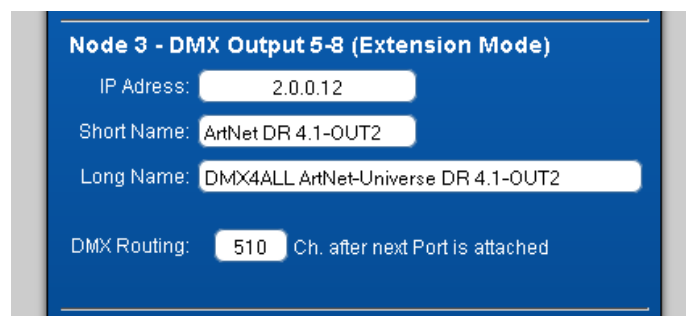 Node 3 - DMX Output 5-8 (Extension Mode)
IP Adress: 2.0.0.12
Short Name: ArtNet DR 4.1-OUT2
Long Name: DMX4ALL ArtNet-Universe DR 4.1-OUT2
DMX Routing: 510 Ch. after next Port is attached